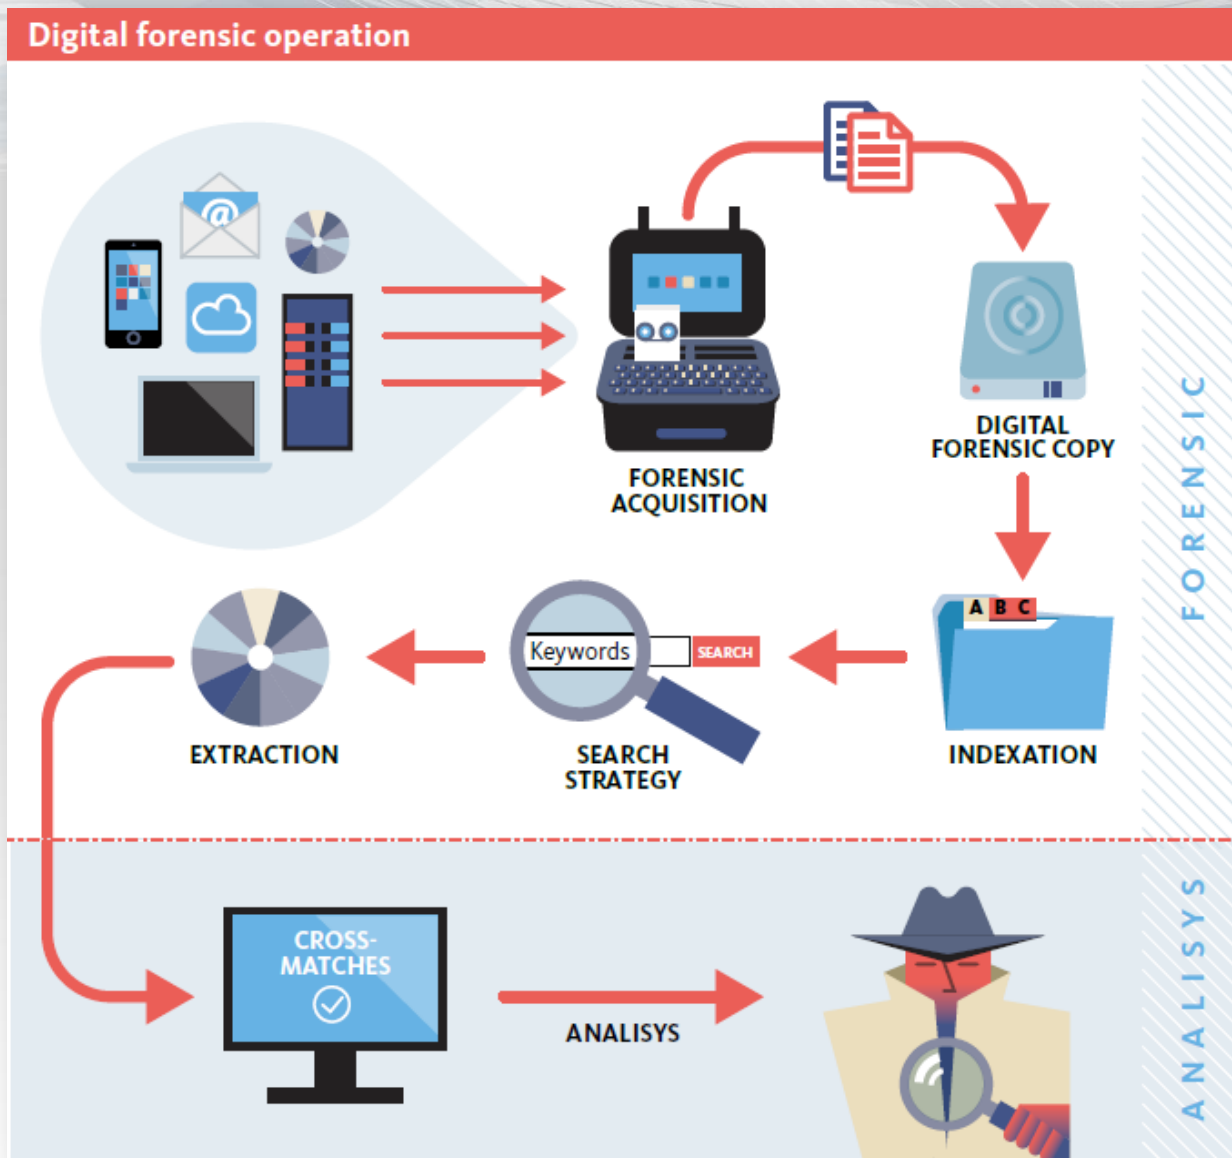 Digital forensic operation
@
FORENSIC
ACQUISITION
DIGITAL
FORENSIC COPY
A B C
INDEXATION
Keywords
SEARCH
SEARCH
STRATEGY
EXTRACTION
FORENSIC
CROSS-
MATCHES
ANALISYS
ANALISYS